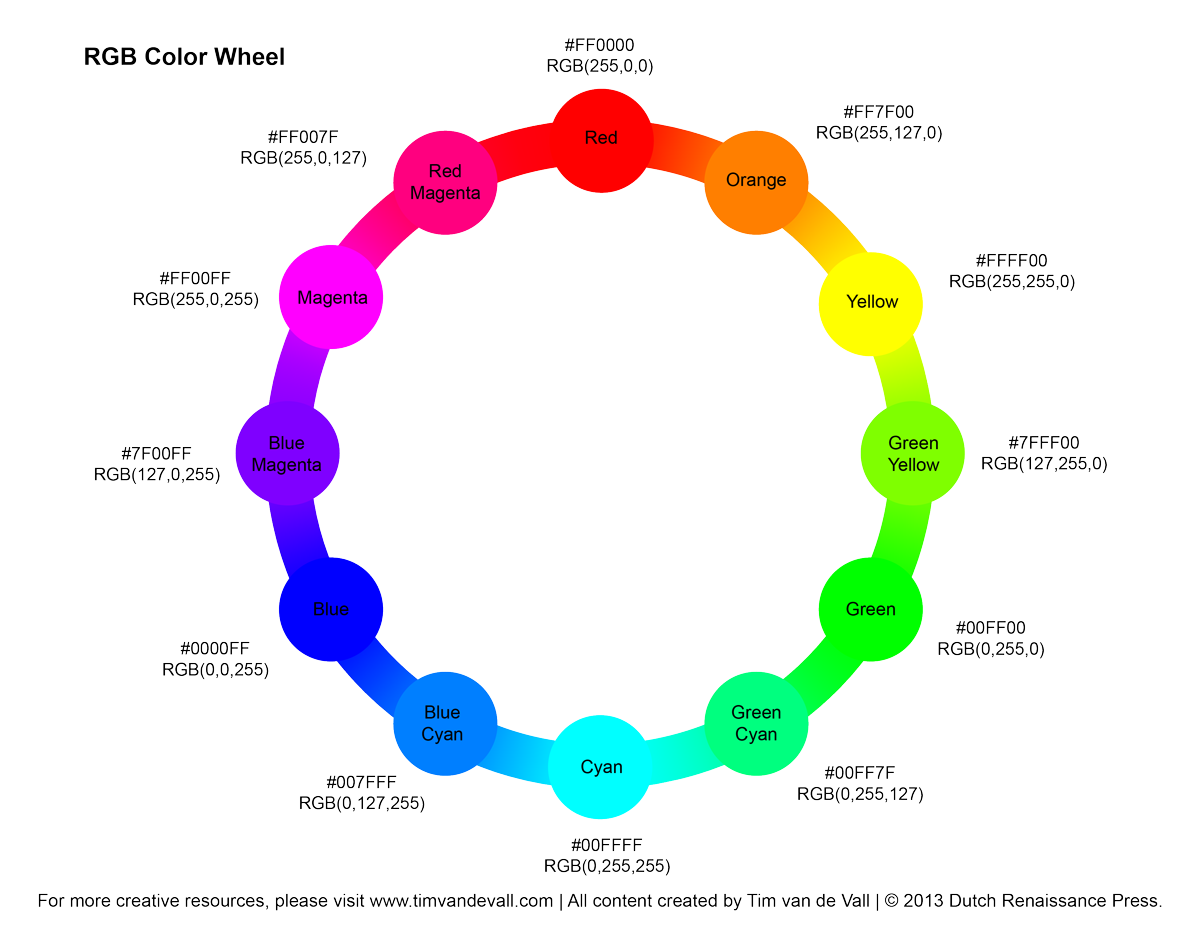 RGB Color Wheel
#FF0000
RGB(255,0,0)
Red
#FF7F00
RGB(255,127,0)
Orange
#FFFF00
RGB(255,255,0)
Yellow
#7FFF00
RGB(127,255,0)
Green
Yellow
#00FF00
RGB(0,255,0)
Green
#00FF7F
RGB(0,255,127)
Green
Cyan
#00FFFF
RGB(0,255,255)
Cyan
#007FFF
RGB(0,127,255)
Blue
Cyan
#0000FF
RGB(0,0,255)
Blue
#7F00FF
RGB(127,0,255)
Blue
Magenta
#FF00FF
RGB(255,0,255)
Magenta
#FF007F
RGB(255,0,127)
Red
Magenta
For more creative resources, please visit www.timvandevall.com | All content created by Tim van de Vall | © 2013 Dutch Renaissance Press.